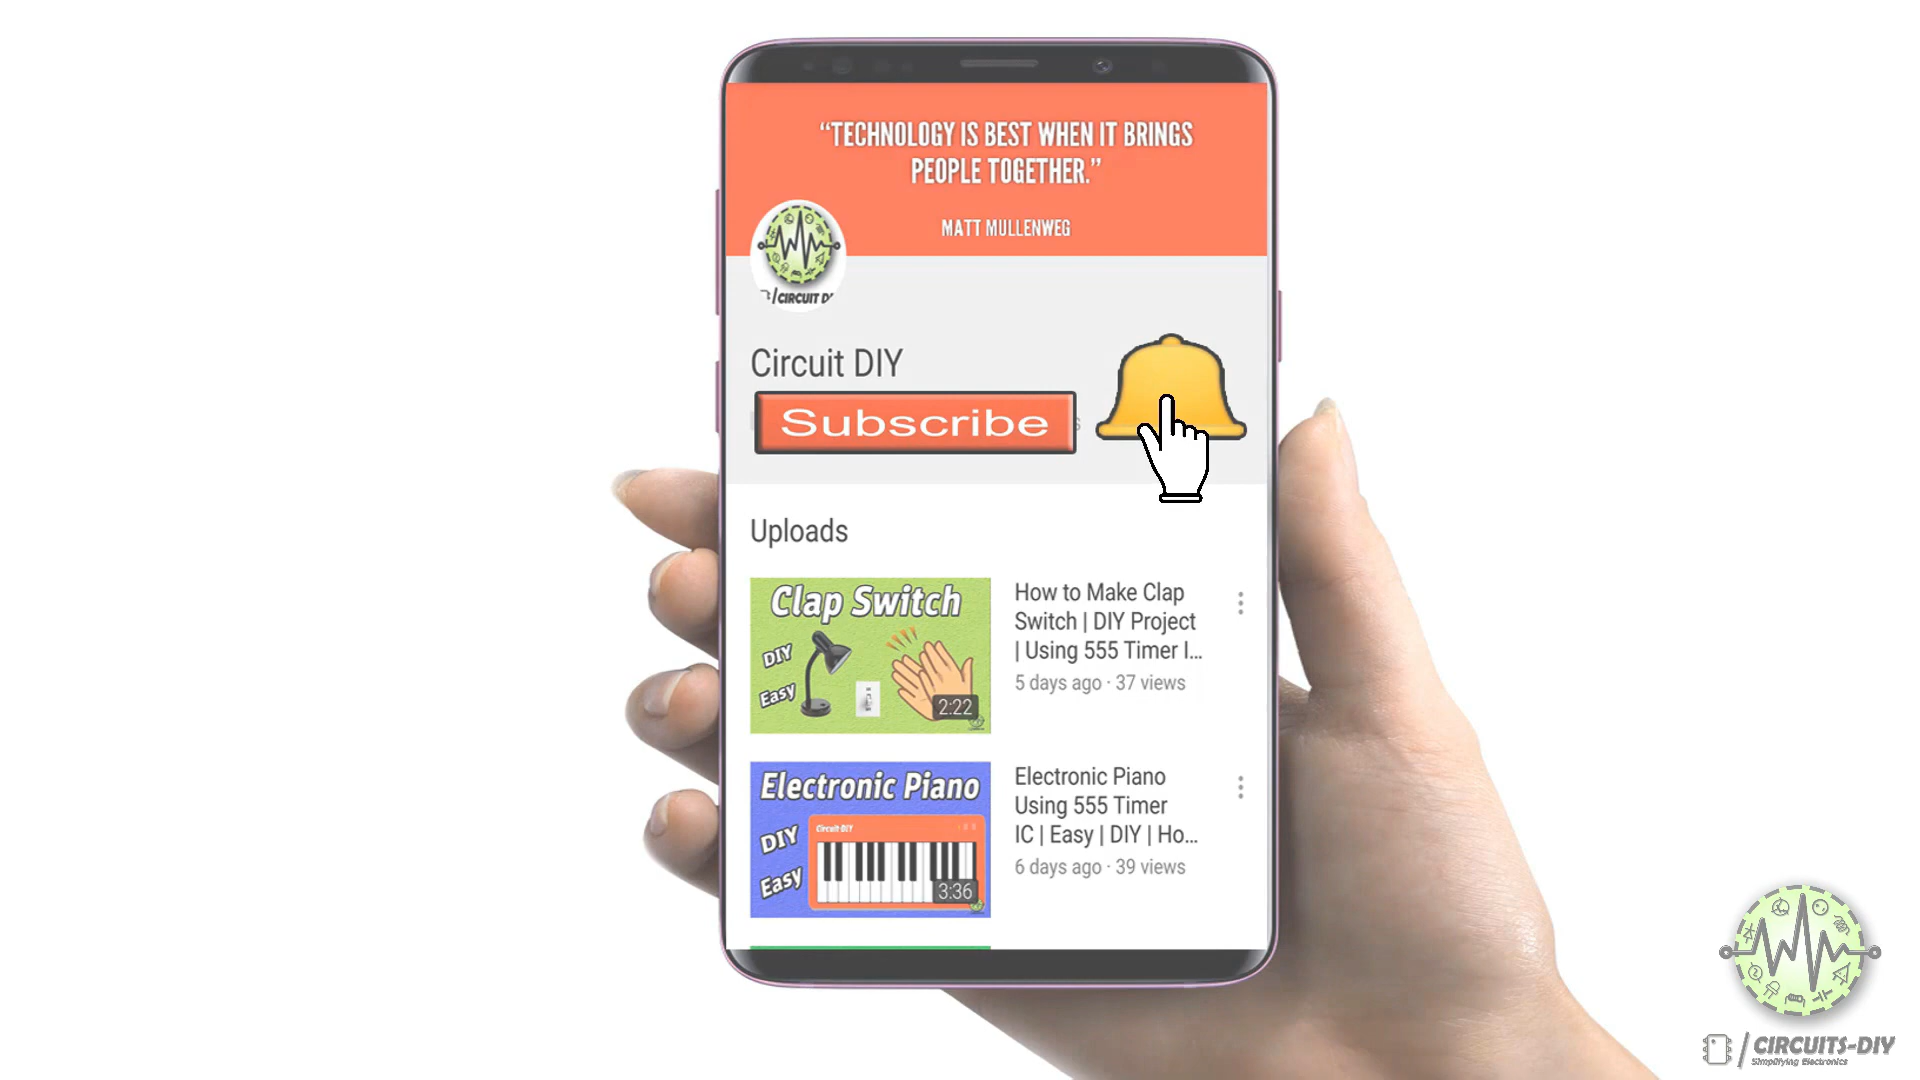 “TECHNOLOGY IS BEST WHEN IT BRINGS
PEOPLE TOGETHER.”
MATT MULLENWEG
/CIRCUIT D
Circuit DIY
Subscribe
Uploads
Clap Switch
DIY
Easy
2:22
How to Make Clap
Switch | DIY Project
| Using 555 Timer I...
5 days ago · 37 views
Electronic Piano
Circuit-DIY
DIY
Easy
3:36
Electronic Piano
Using 555 Timer
IC | Easy | DIY | Ho...
6 days ago · 39 views
/CIRCUITS-DIY
Simplifying Electronics